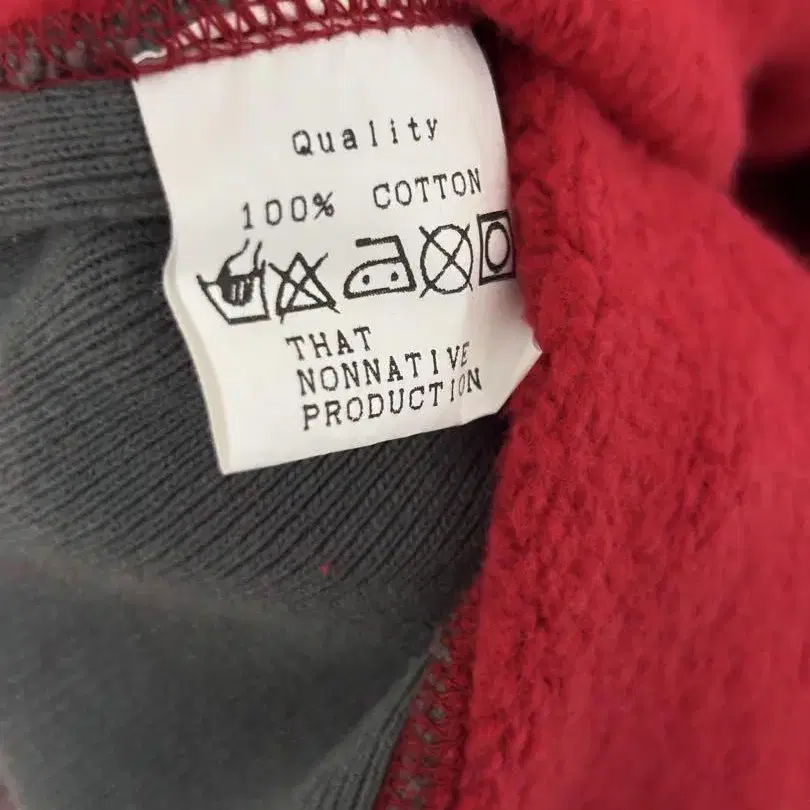 Quality
100% COTTON
THAT
NONNATIVE
PRODUCTION